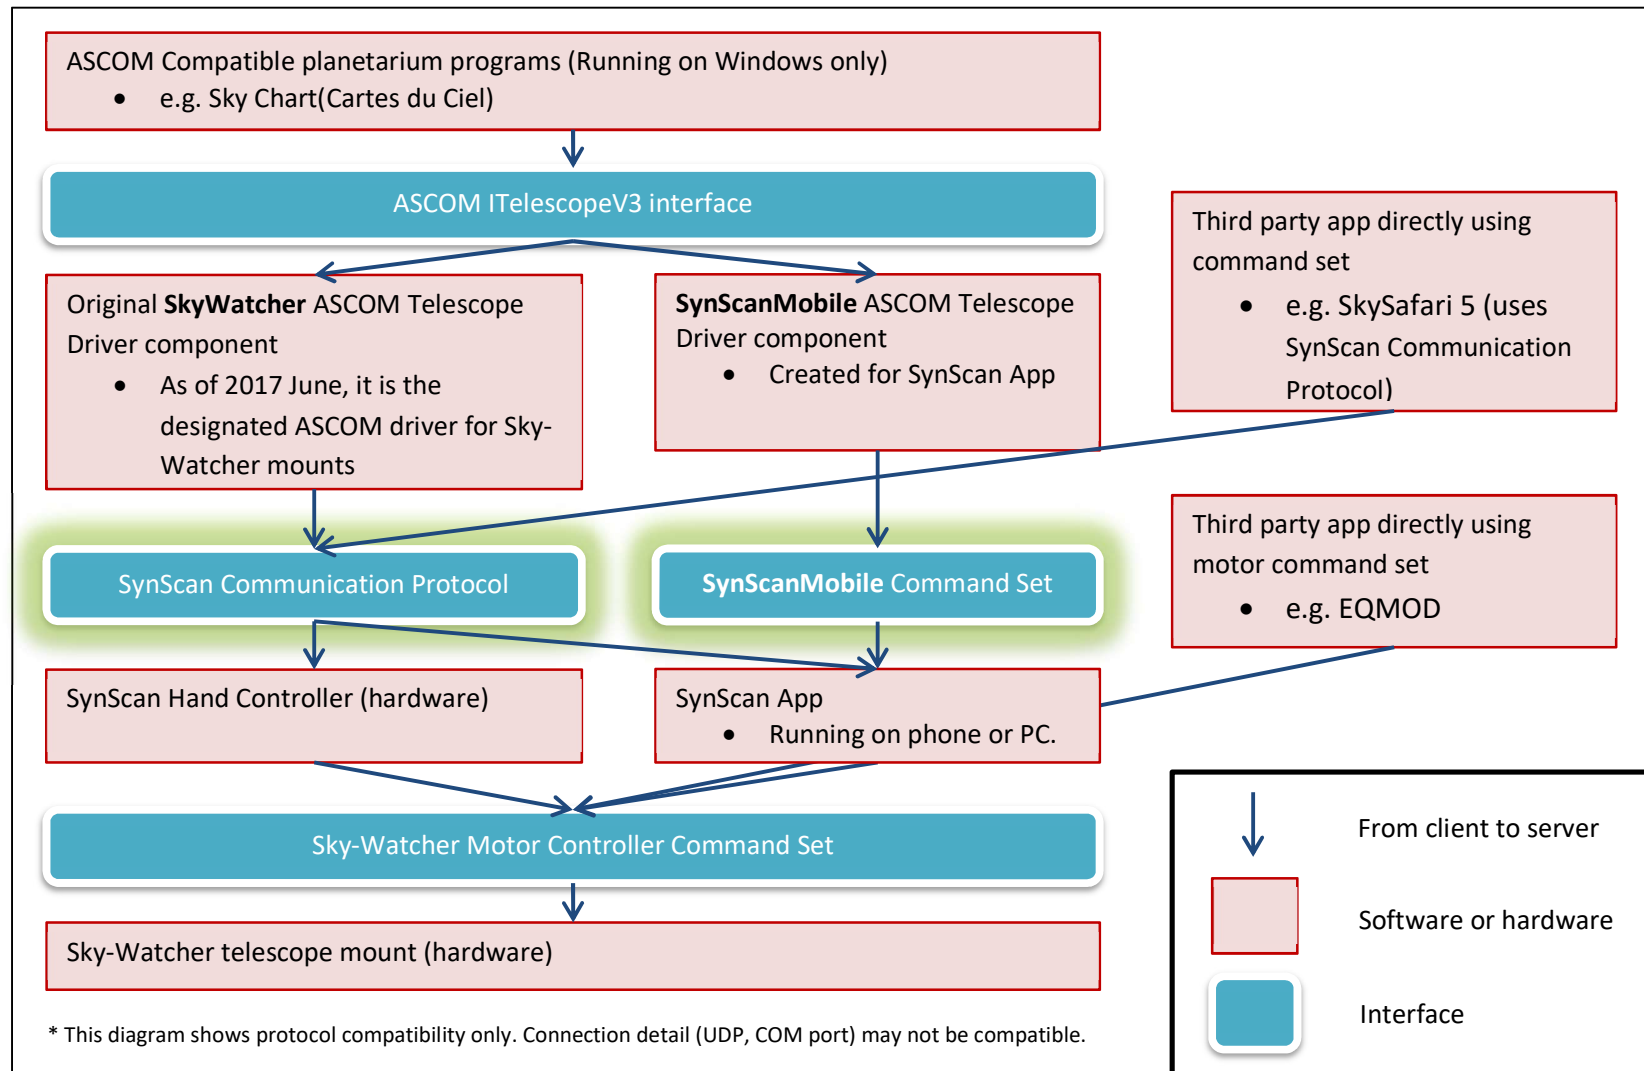 ASCOM Compatible planetarium programs (Running on Windows only)
• e.g. Sky Chart(Cartes du Ciel)
ASCOM ITelescopeV3 interface
Original SkyWatcher ASCOM Telescope
Driver component
• As of 2017 June, it is the
designated ASCOM driver for Sky-
Watcher mounts
SynScanMobile ASCOM Telescope
Driver component
• Created for SynScan App
Third party app directly using
command set
• e.g. SkySafari 5 (uses
SynScan Communication
Protocol)
SynScan Communication Protocol
SynScanMobile Command Set
Third party app directly using
motor command set
• e.g. EQMOD
SynScan Hand Controller (hardware)
SynScan App
• Running on phone or PC.
Sky-Watcher Motor Controller Command Set
Sky-Watcher telescope mount (hardware)
* This diagram shows protocol compatibility only. Connection detail (UDP, COM port) may not be compatible.
From client to server
Software or hardware
Interface